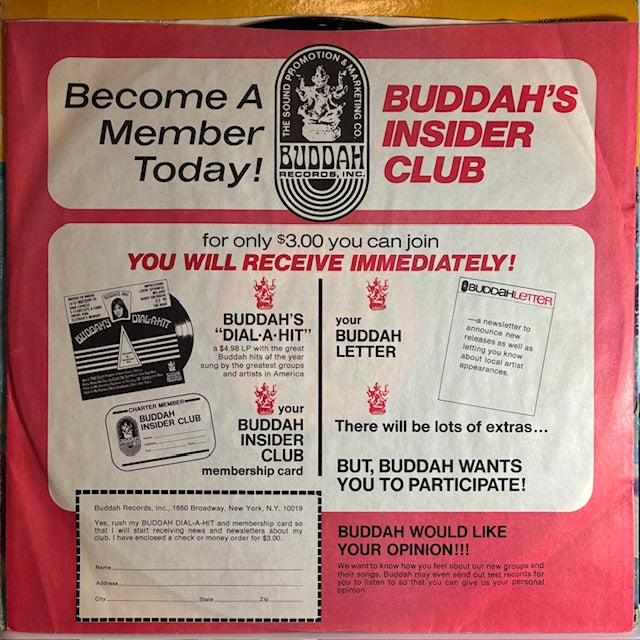 Become A
Member
Today!
THE SOUND PROMOTION & MARKETING CO.
BUDDAH
RECORDS, INC.
BUDDAH'S
INSIDER
CLUB
for only $3.00 you can join
YOU WILL RECEIVE IMMEDIATELY!
BUDDAH'S DIAL-A-HIT
BUDDAH'S
"DIAL-A-HIT"
a $4.98 LP with the great
Buddah hits of the year
sung by the greatest groups
and artists in America
your
BUDDAH
LETTER
BUDDAHLETTER
—a newsletter to
announce new
releases as well as
letting you know
about local artist
appearances.
CHARTER MEMBER
BUDDAH
INSIDER CLUB
your
BUDDAH
INSIDER
CLUB
membership card
There will be lots of extras...
BUT, BUDDAH WANTS
YOU TO PARTICIPATE!
Buddah Records, Inc., 1650 Broadway, New York, N.Y. 10019
Yes, rush my BUDDAH DIAL-A-HIT and membership card so
that I will start receiving news and newsletters about my
club. I have enclosed a check or money order for $3.00.
Name
Address
City State Zip
BUDDAH WOULD LIKE
YOUR OPINION!!!
We want to know how you feel about our new groups and
their songs. Buddah may even send out test records for
you to listen to so that you can give us your personal
opinion.